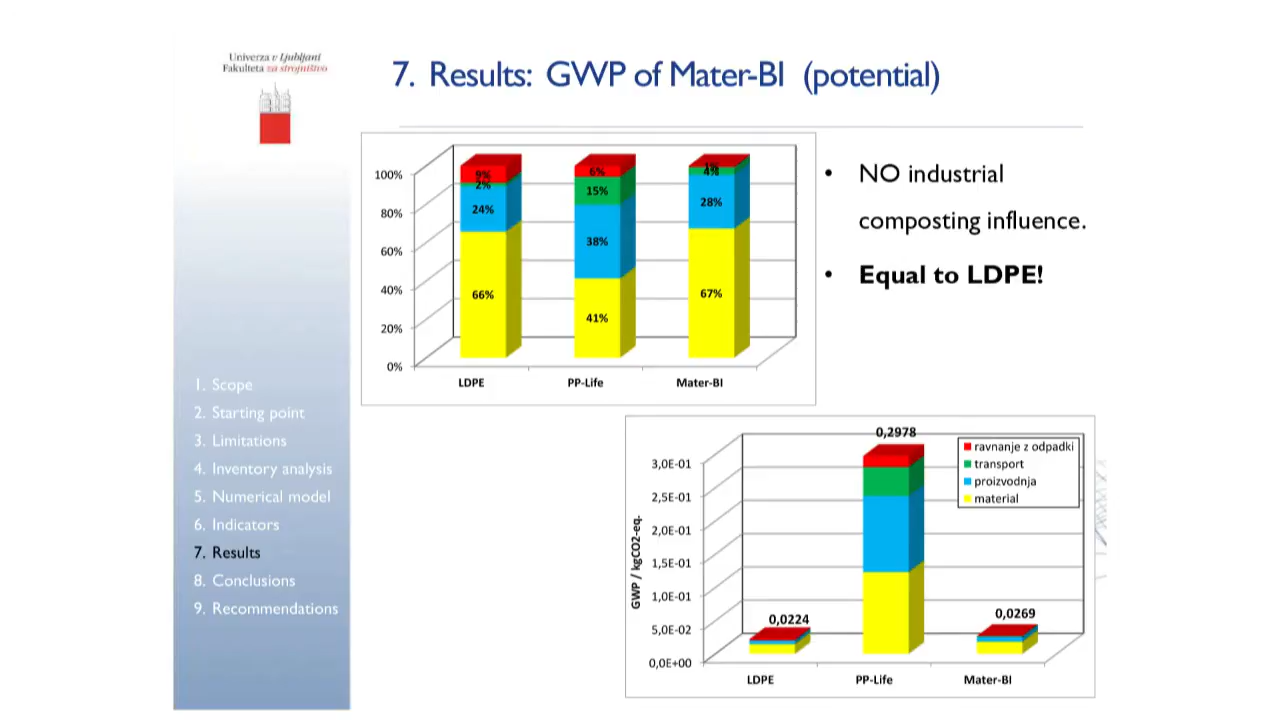 Univerza v Ljubljani
Fakulteta za strojništvo
7. Results: GWP of Mater-BI (potential)
100%
80%
60%
40%
20%
0%
9%
2%
24%
66%
6%
15%
38%
41%
1%
4%
28%
67%
LDPE
PP-Life
Mater-BI
• NO industrial
composting influence.
• Equal to LDPE!
1. Scope
2. Starting point
3. Limitations
4. Inventory analysis
5. Numerical model
6. Indicators
7. Results
8. Conclusions
9. Recommendations
GWP / kgCO2-eq.
3,0E-01
2,5E-01
2,0E-01
1,5E-01
1,0E-01
5,0E-02
0,0E+00
0,0224
0,2978
0,0269
ravnanje z odpadki
transport
proizvodnja
material
LDPE
PP-Life
Mater-BI